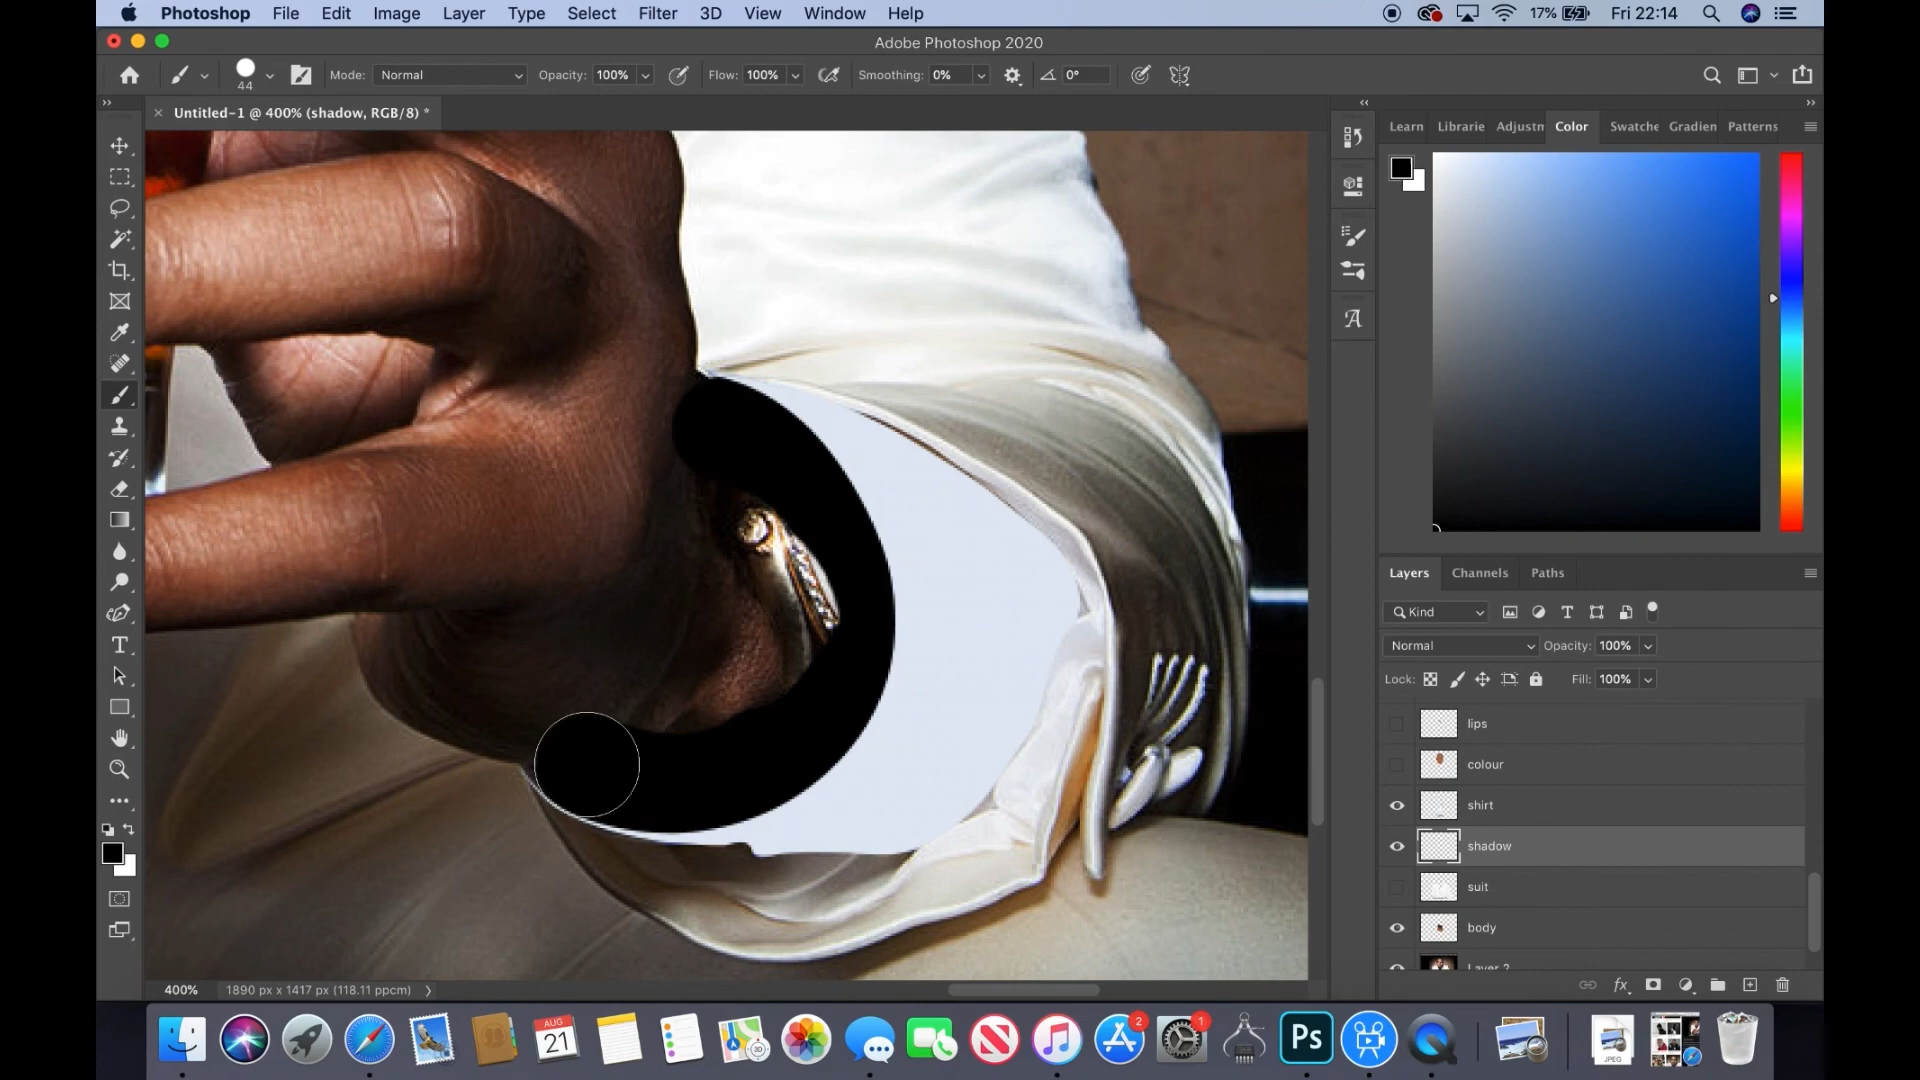 Photoshop File Edit Image Layer Type Select Filter 3D View Window Help 17% Fri 22:14
Adobe Photoshop 2020
44 Mode: Normal Opacity: 100% Flow: 100% Smoothing: 0% 0°
Untitled-1 @ 400% (shadow, RGB/8) *
Learn Librarie Adjustn Color Swatche Gradien Patterns
Layers Channels Paths
Kind
Normal Opacity: 100%
Lock: Fill: 100%
lips
colour
shirt
shadow
suit
body
Layer 2
400% 1890 px x 1417 px (118.11 ppcm)
AUG
21
2
1
Ps
JPEG